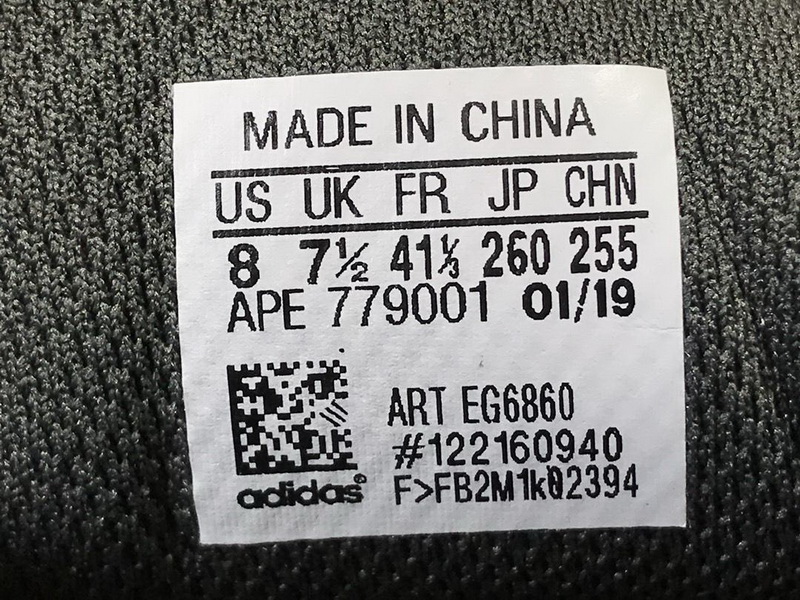 MADE IN CHINA
US UK FR JP CHN
8 7½ 41⅓ 260 255
APE 779001 01/19
ART EG6860
#122160940
adidas®